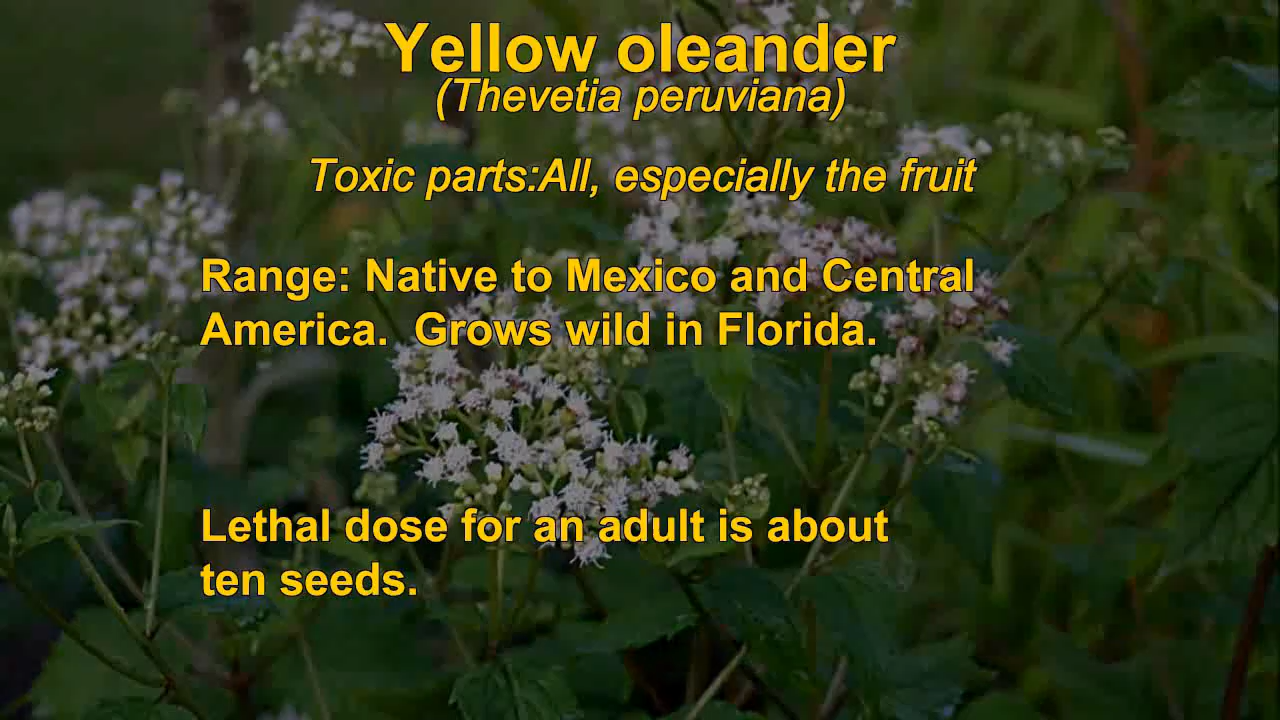 Yellow oleander
(Thevetia peruviana)
Toxic parts:All, especially the fruit
Range: Native to Mexico and Central
America.  Grows wild in Florida.
Lethal dose for an adult is about
ten seeds.